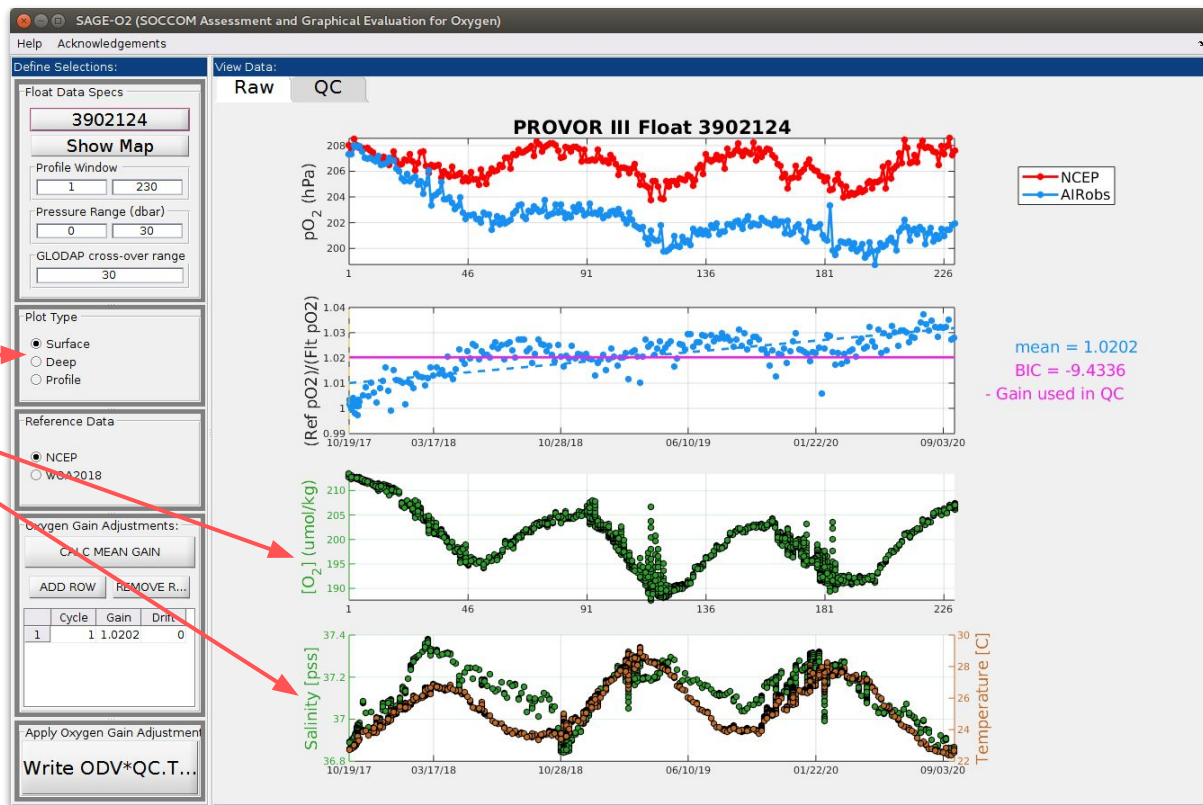 SAGE-O2 (SOCCOM Assessment and Graphical Evaluation for Oxygen)
Help Acknowledgements
Define Selections:
Float Data Specs
3902124
Show Map
Profile Window
1 230
Pressure Range (dbar)
0 30
GLODAP cross-over range
30
Plot Type
Surface
Deep
Profile
Reference Data
NCEP
WOA2018
Oxygen Gain Adjustments:
CALC MEAN GAIN
ADD ROW REMOVE R...
Cycle Gain Drift
1 1 1.0202 0
Apply Oxygen Gain Adjustment
Write ODV*QC.T...
View Data:
Raw QC
PROVOR III Float 3902124
pO2 (hPa)
208
206
204
202
200
1 46 91 136 181 226
NCEP
AIRobs
(Ref pO2)/(Flt pO2)
1.04
1.03
1.02
1.01
1
0.99
10/19/17 03/17/18 10/28/18 06/10/19 01/22/20 09/03/20
mean = 1.0202
BIC = -9.4336
- Gain used in QC
[O2] (umol/kg)
210
205
200
195
190
1 46 91 136 181 226
Salinity [pss]
37.4
37.2
37
36.8
30
28
26
24
22
Temperature [C]
10/19/17 03/17/18 10/28/18 06/10/19 01/22/20 09/03/20